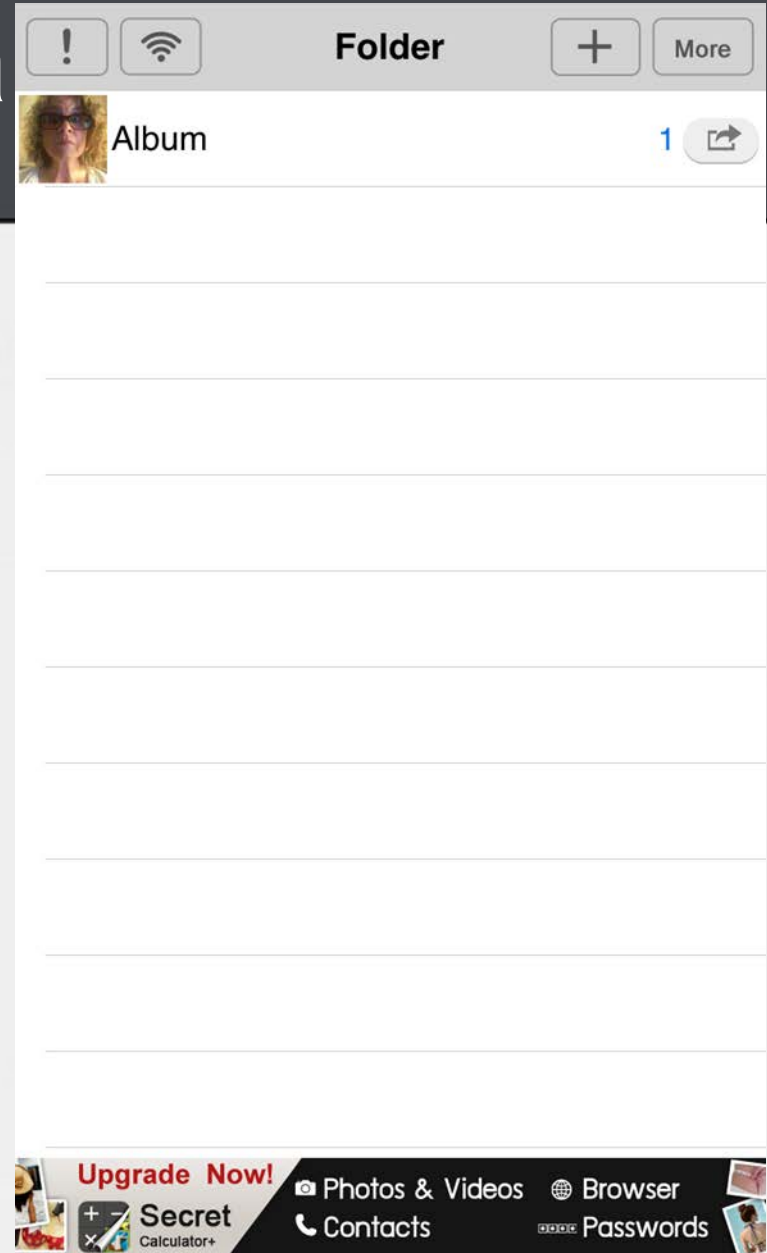 Folder
More
Album 1
Upgrade Now!
Secret
Calculator+
Photos & Videos
Browser
Contacts
Passwords